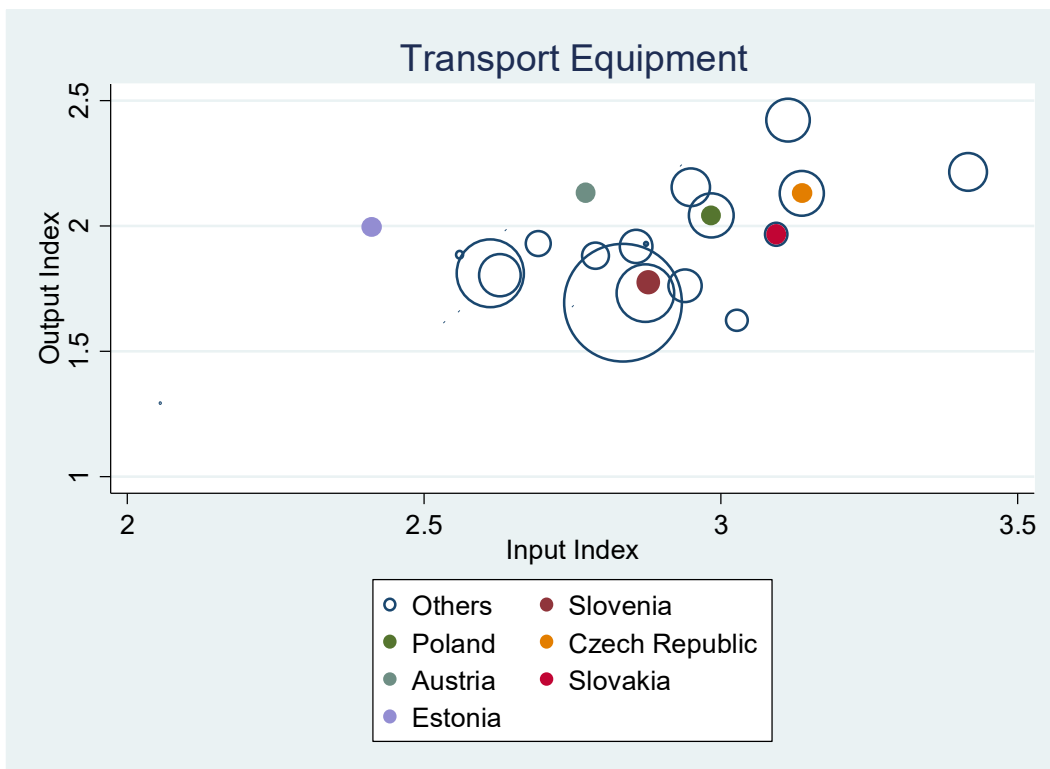 Transport Equipment
2.5
2
1.5
1
Output Index
2 2.5 3 3.5
Input Index
Others Slovenia
Poland Czech Republic
Austria Slovakia
Estonia